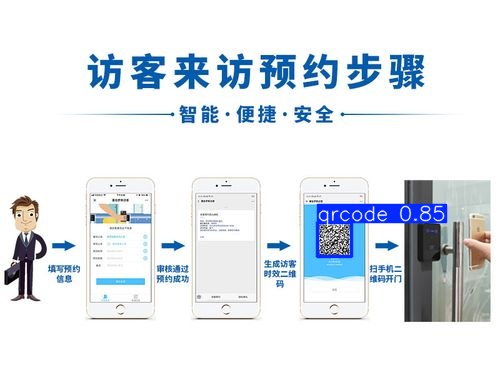 访客来访预约步骤
智能·便捷·安全
qrcode 0.85
填写预约
信息
审核通过
预约成功
生成访客
时效二维
码
扫手机二
维码开门